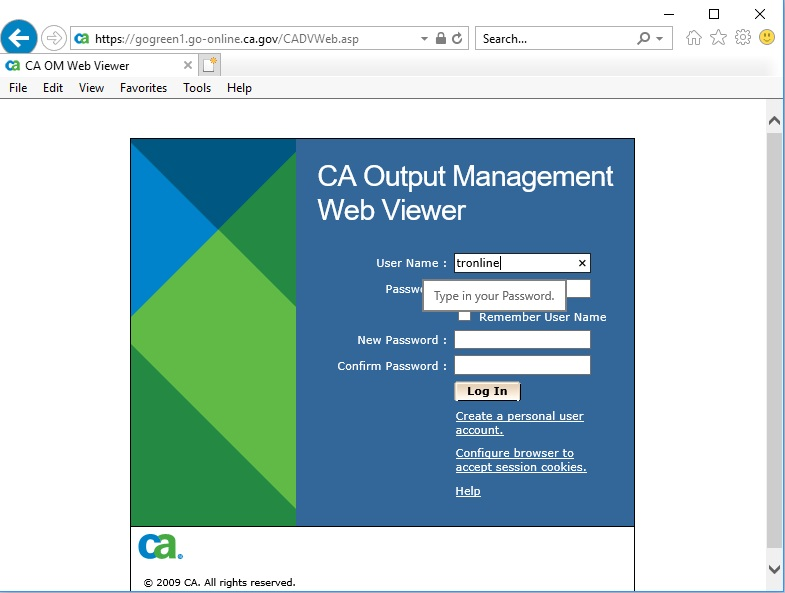 https://gogreen1.go-online.ca.gov/CADVWeb.asp
Search...
CA OM Web Viewer
File Edit View Favorites Tools Help
CA Output Management
Web Viewer
User Name :
tronline
Passwo
Type in your Password.
Remember User Name
New Password :
Confirm Password :
Log In
Create a personal user
account.
Configure browser to
accept session cookies.
Help
ca
© 2009 CA. All rights reserved.